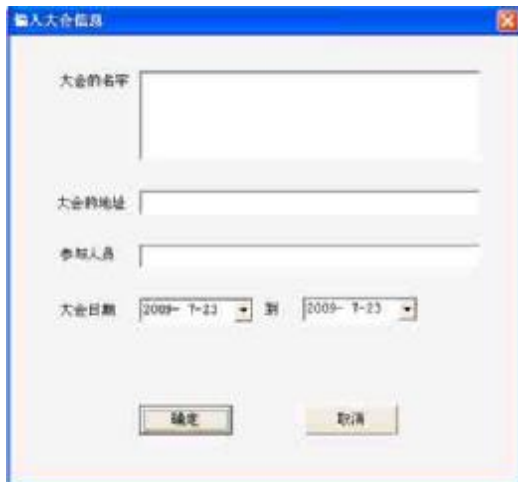 输入大会信息
大会的名字
大会的地址
参加人员
大会日期 2009- 7-23 到 2009- 7-23
确定 取消